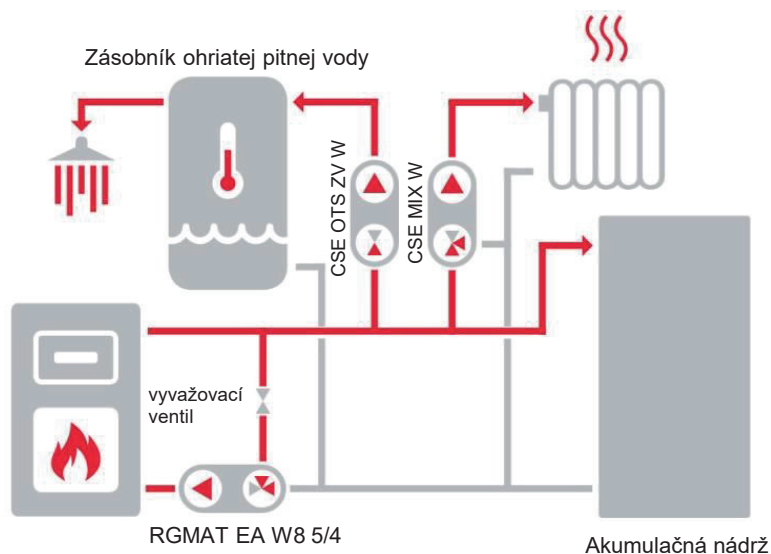 Zásobník ohriatej pitnej vody
CSE OTS ZV W
CSE MIX W
vyvažovací
ventil
RGMAT EA W8 5/4
Akumulačná nádrž